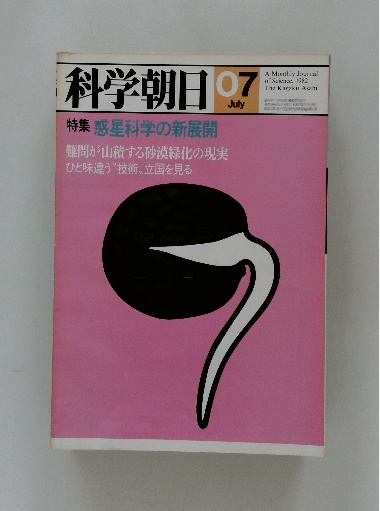 科学朝日
07
July
A Monthly Journal
of Science, 1982
The Kagaku Asahi
特集 惑星科学の新展開
難問が山積する砂漠緑化の現実
ひと味違う“技術”立国を見る